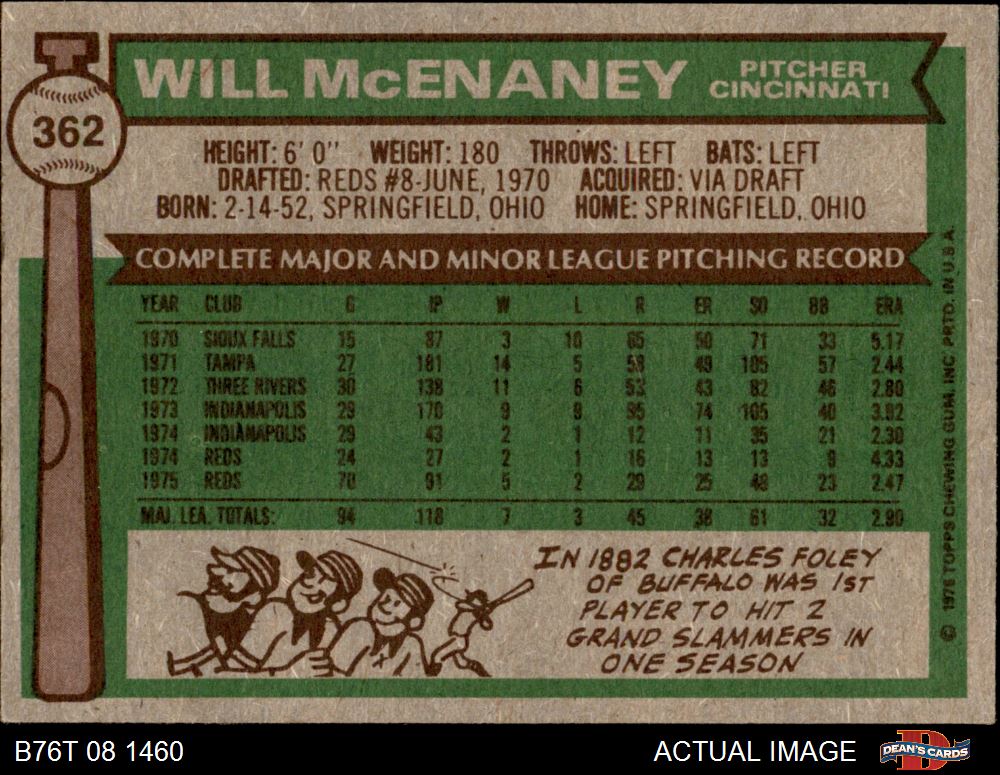 WILL McENANEY
PITCHER
CINCINNATI
362
HEIGHT: 6' 0" WEIGHT: 180 THROWS: LEFT BATS: LEFT
DRAFTED: REDS #8-JUNE, 1970 ACQUIRED: VIA DRAFT
BORN: 2-14-52, SPRINGFIELD, OHIO HOME: SPRINGFIELD, OHIO
COMPLETE MAJOR AND MINOR LEAGUE PITCHING RECORD
YEAR CLUB G IP W L R ER SO BB ERA
1970 SIOUX FALLS 15 87 3 10 65 50 71 33 5.17
1971 TAMPA 27 181 14 5 58 49 105 57 2.44
1972 THREE RIVERS 30 138 11 6 53 43 82 46 2.80
1973 INDIANAPOLIS 29 170 9 9 95 74 105 40 3.92
1974 INDIANAPOLIS 29 43 2 1 12 11 35 21 2.30
1974 REDS 24 27 2 1 16 13 13 9 4.33
1975 REDS 70 91 5 2 29 25 48 23 2.47
MAJ. LEA. TOTALS: 94 118 7 3 45 38 61 32 2.90
IN 1882 CHARLES FOLEY
OF BUFFALO WAS 1ST
PLAYER TO HIT 2
GRAND SLAMMERS IN
ONE SEASON
© 1976 TOPPS CHEWING GUM, INC PRTD. IN U.S.A.
B76T 08 1460
ACTUAL IMAGE
DEAN'S CARDS